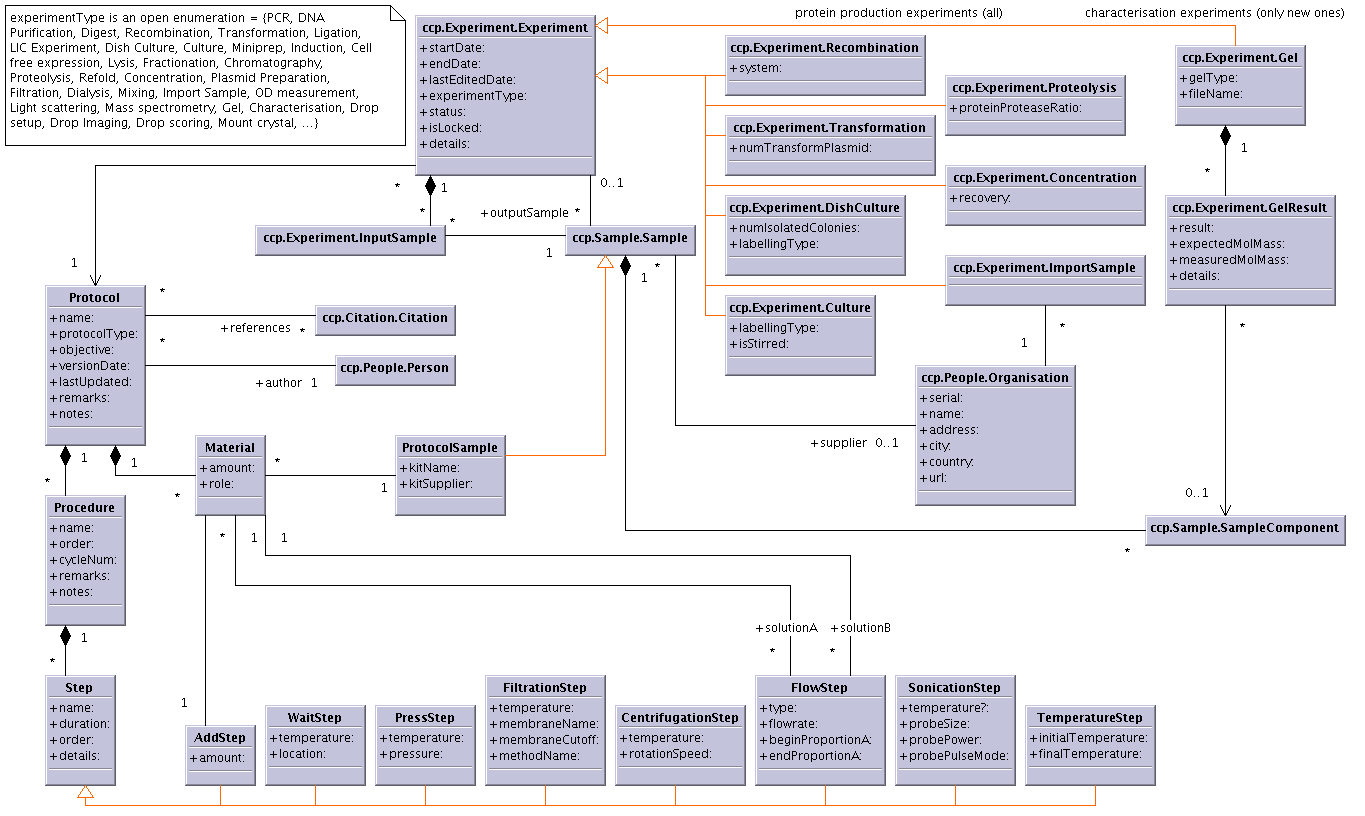 experimentType is an open enumeration = {PCR, DNA
Purification, Digest, Recombination, Transformation, Ligation,
LIC Experiment, Dish Culture, Culture, Miniprep, Induction, Cell
free expression, Lysis, Fractionation, Chromatography,
Proteolysis, Refold, Concentration, Plasmid Preparation,
Filtration, Dialysis, Mixing, Import Sample, OD measurement,
Light scattering, Mass spectrometry, Gel, Characterisation, Drop
setup, Drop Imaging, Drop scoring, Mount crystal, ...}
protein production experiments (all)
characterisation experiments (only new ones)
ccp.Experiment.Experiment
+startDate:
+endDate:
+lastEditedDate:
+experimentType:
+status:
+isLocked:
+details:
ccp.Experiment.Recombination
+system:
ccp.Experiment.Proteolysis
+proteinProteaseRatio:
ccp.Experiment.Gel
+gelType:
+fileName:
ccp.Experiment.Transformation
+numTransformPlasmid:
ccp.Experiment.Concentration
+recovery:
ccp.Experiment.DishCulture
+numIsolatedColonies:
+labellingType:
ccp.Experiment.GelResult
+result:
+expectedMolMass:
+measuredMolMass:
+details:
1
*
ccp.Experiment.ImportSample
ccp.Experiment.Culture
+labellingType:
+isStirred:
*
1
*
*
0..1
+outputSample *
ccp.Experiment.InputSample
*
1
ccp.Sample.Sample
1
*
1
Protocol
+name:
+protocolType:
+objective:
+versionDate:
+lastUpdated:
+remarks:
+notes:
*
+references *
ccp.Citation.Citation
*
+author 1
ccp.People.Person
*
1
ccp.People.Organisation
+serial:
+name:
+address:
+city:
+country:
+url:
+supplier 0..1
*
0..1
ccp.Sample.SampleComponent
*
Material
+amount:
+role:
*
1
ProtocolSample
+kitName:
+kitSupplier:
1
*
1
*
Procedure
+name:
+order:
+cycleNum:
+remarks:
+notes:
1
*
* 1 1
+solutionA +solutionB
* *
1
Step
+name:
+duration:
+order:
+details:
AddStep
+amount:
WaitStep
+temperature:
+location:
PressStep
+temperature:
+pressure:
FiltrationStep
+temperature:
+membraneName:
+membraneCutoff:
+methodName:
CentrifugationStep
+temperature:
+rotationSpeed:
FlowStep
+type:
+flowrate:
+beginProportionA:
+endProportionA:
SonicationStep
+temperature?:
+probeSize:
+probePower:
+probePulseMode:
TemperatureStep
+initialTemperature:
+finalTemperature: